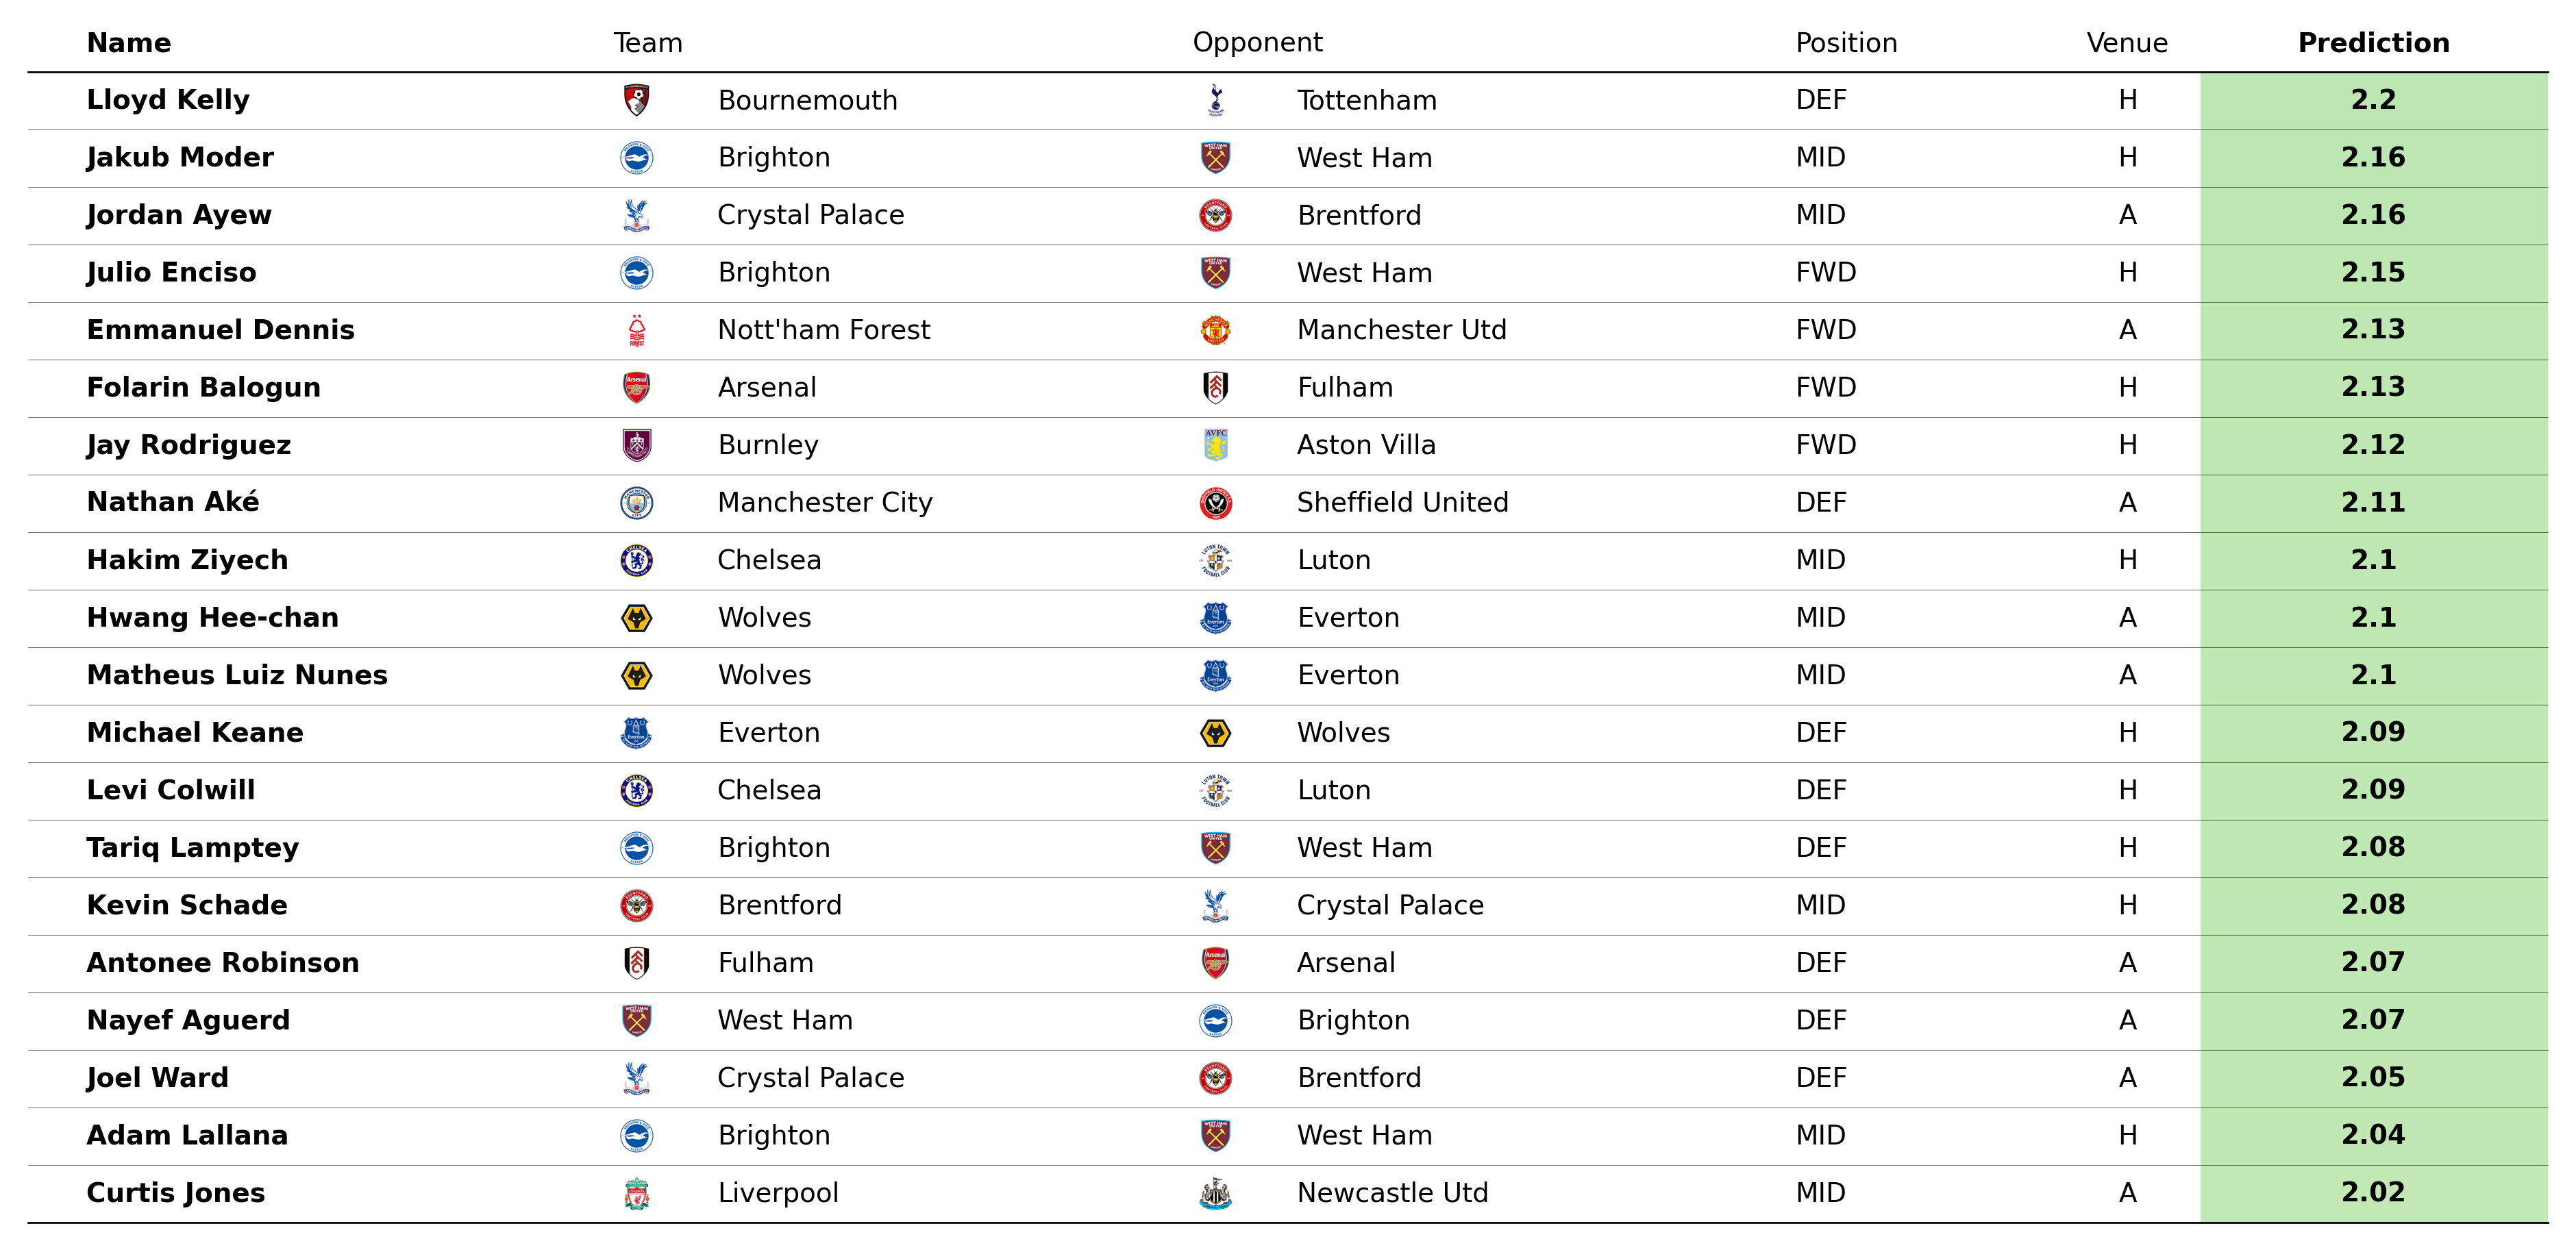 Name Team Opponent Position Venue Prediction
Lloyd Kelly Bournemouth Tottenham DEF H 2.2
Jakub Moder Brighton West Ham MID H 2.16
Jordan Ayew Crystal Palace Brentford MID A 2.16
Julio Enciso Brighton West Ham FWD H 2.15
Emmanuel Dennis Nott'ham Forest Manchester Utd FWD A 2.13
Folarin Balogun Arsenal Fulham FWD H 2.13
Jay Rodriguez Burnley Aston Villa FWD H 2.12
Nathan Aké Manchester City Sheffield United DEF A 2.11
Hakim Ziyech Chelsea Luton MID H 2.1
Hwang Hee-chan Wolves Everton MID A 2.1
Matheus Luiz Nunes Wolves Everton MID A 2.1
Michael Keane Everton Wolves DEF H 2.09
Levi Colwill Chelsea Luton DEF H 2.09
Tariq Lamptey Brighton West Ham DEF H 2.08
Kevin Schade Brentford Crystal Palace MID H 2.08
Antonee Robinson Fulham Arsenal DEF A 2.07
Nayef Aguerd West Ham Brighton DEF A 2.07
Joel Ward Crystal Palace Brentford DEF A 2.05
Adam Lallana Brighton West Ham MID H 2.04
Curtis Jones Liverpool Newcastle Utd MID A 2.02